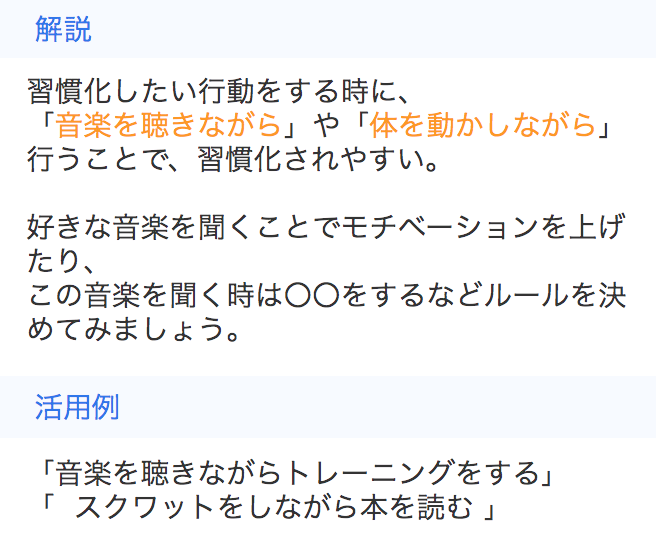 解説
習慣化したい行動をする時に、
「音楽を聴きながら」や「体を動かしながら」
行うことで、習慣化されやすい。
好きな音楽を聞くことでモチベーションを上げ
たり、
この音楽を聞く時は〇〇をするなどルールを決
めてみましょう。
活用例
「音楽を聴きながらトレーニングをする」
「 スクワットをしながら本を読む 」